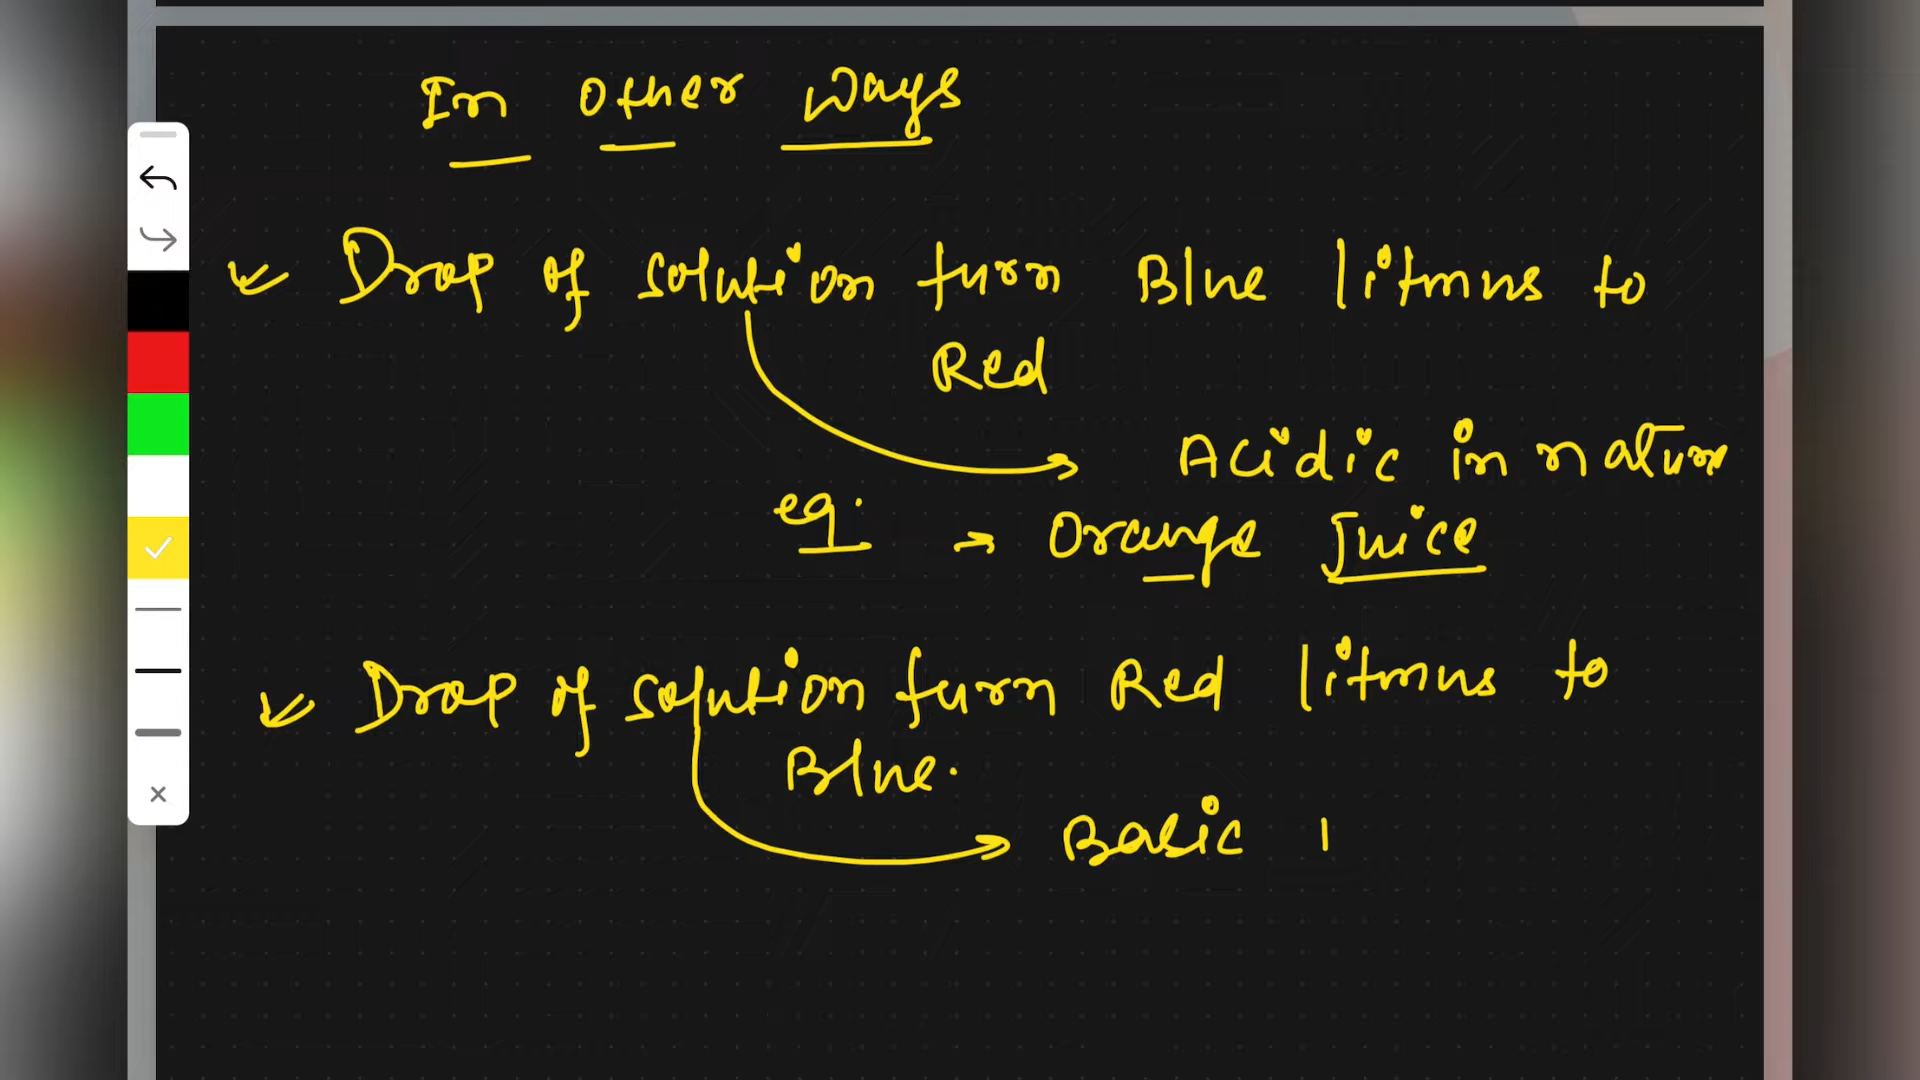 In Other Ways
Drop of solution turn Blue litmus to
Red
Acidic in nature
eg. → Orange Juice
Drop of solution turn Red litmus to
Blue.
Basic I